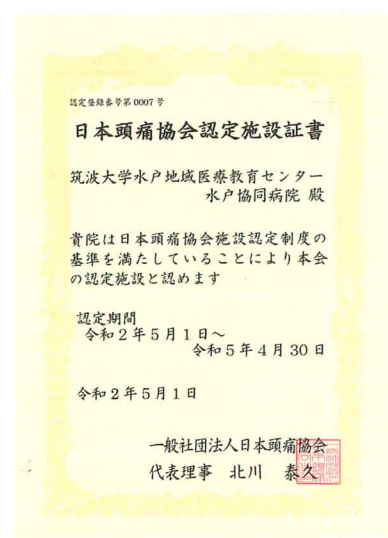 認定登録番号第0007号
日本頭痛協会認定施設証書
筑波大学水戸地域医療教育センター
水戸協同病院 殿
貴院は日本頭痛協会施設認定制度の
基準を満たしていることにより本会
の認定施設と認めます
認定期間
令和2年5月1日〜
令和5年4月30日
令和2年5月1日
一般社団法人日本頭痛協会
代表理事 北川 泰久